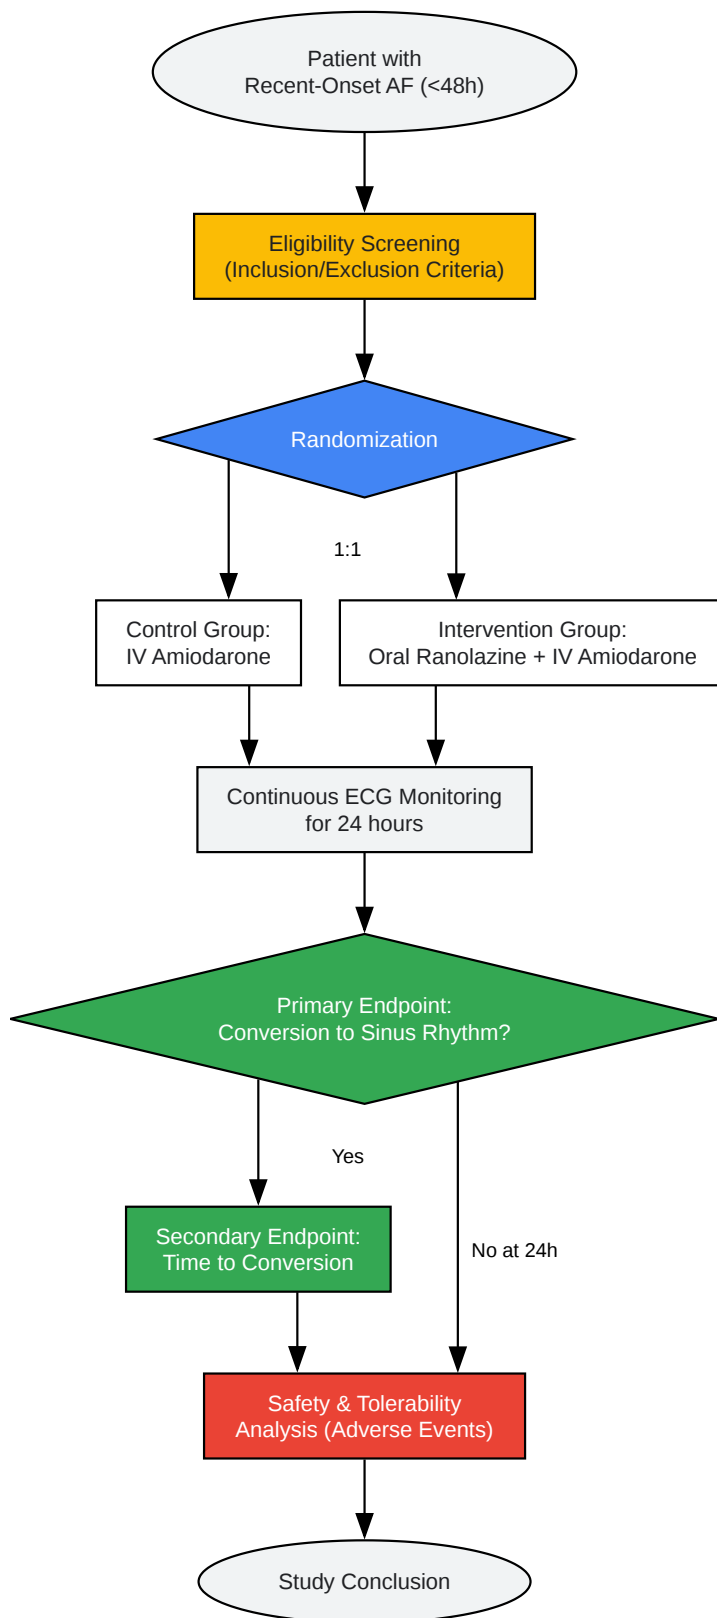 Patient with
Recent-Onset AF (<48h)
Eligibility Screening
(Inclusion/Exclusion Criteria)
Randomization
1:1
Control Group:
IV Amiodarone
Intervention Group:
Oral Ranolazine + IV Amiodarone
Continuous ECG Monitoring
for 24 hours
Primary Endpoint:
Conversion to Sinus Rhythm?
Yes
Secondary Endpoint:
Time to Conversion
No at 24h
Safety & Tolerability
Analysis (Adverse Events)
Study Conclusion